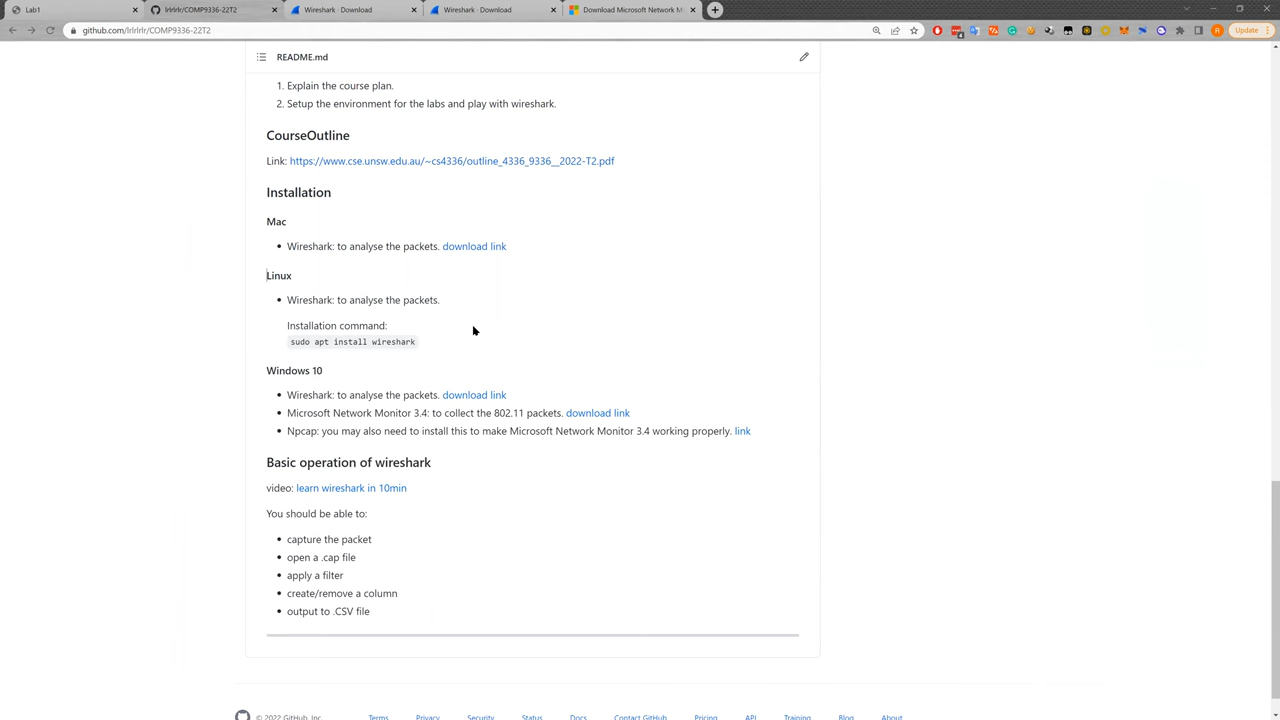 Lab1
lrlrlrlr/COMP9336-22T2
Wireshark · Download
Wireshark · Download
Download Microsoft Network M
github.com/lrlrlrlr/COMP9336-22T2
Update
README.md
1. Explain the course plan.
2. Setup the environment for the labs and play with wireshark.
CourseOutline
Link: https://www.cse.unsw.edu.au/~cs4336/outline_4336_9336__2022-T2.pdf
Installation
Mac
• Wireshark: to analyse the packets. download link
Linux
• Wireshark: to analyse the packets.
Installation command:
sudo apt install wireshark
Windows 10
• Wireshark: to analyse the packets. download link
• Microsoft Network Monitor 3.4: to collect the 802.11 packets. download link
• Npcap: you may also need to install this to make Microsoft Network Monitor 3.4 working properly. link
Basic operation of wireshark
video: learn wireshark in 10min
You should be able to:
• capture the packet
• open a .cap file
• apply a filter
• create/remove a column
• output to .CSV file
© 2022 GitHub, Inc.
Terms
Privacy
Security
Status
Docs
Contact GitHub
Pricing
API
Training
Blog
About